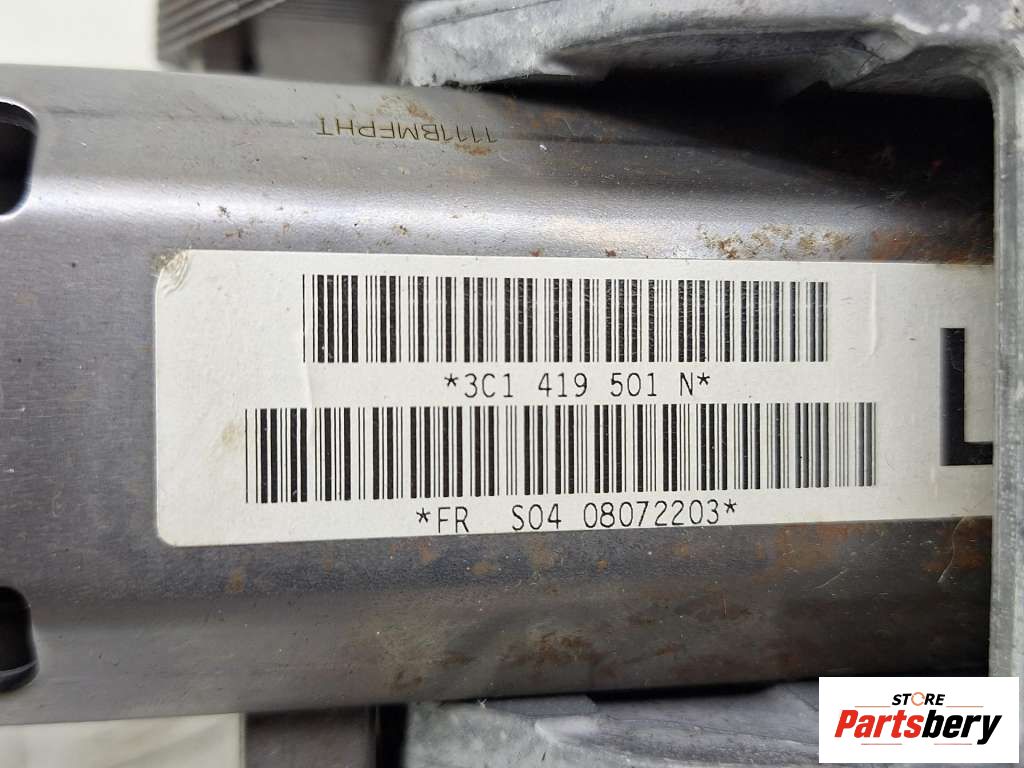 1111BMFPHT
*3C1 419 501 N*
L
*FR S04 08072203*
STORE
Partsbery